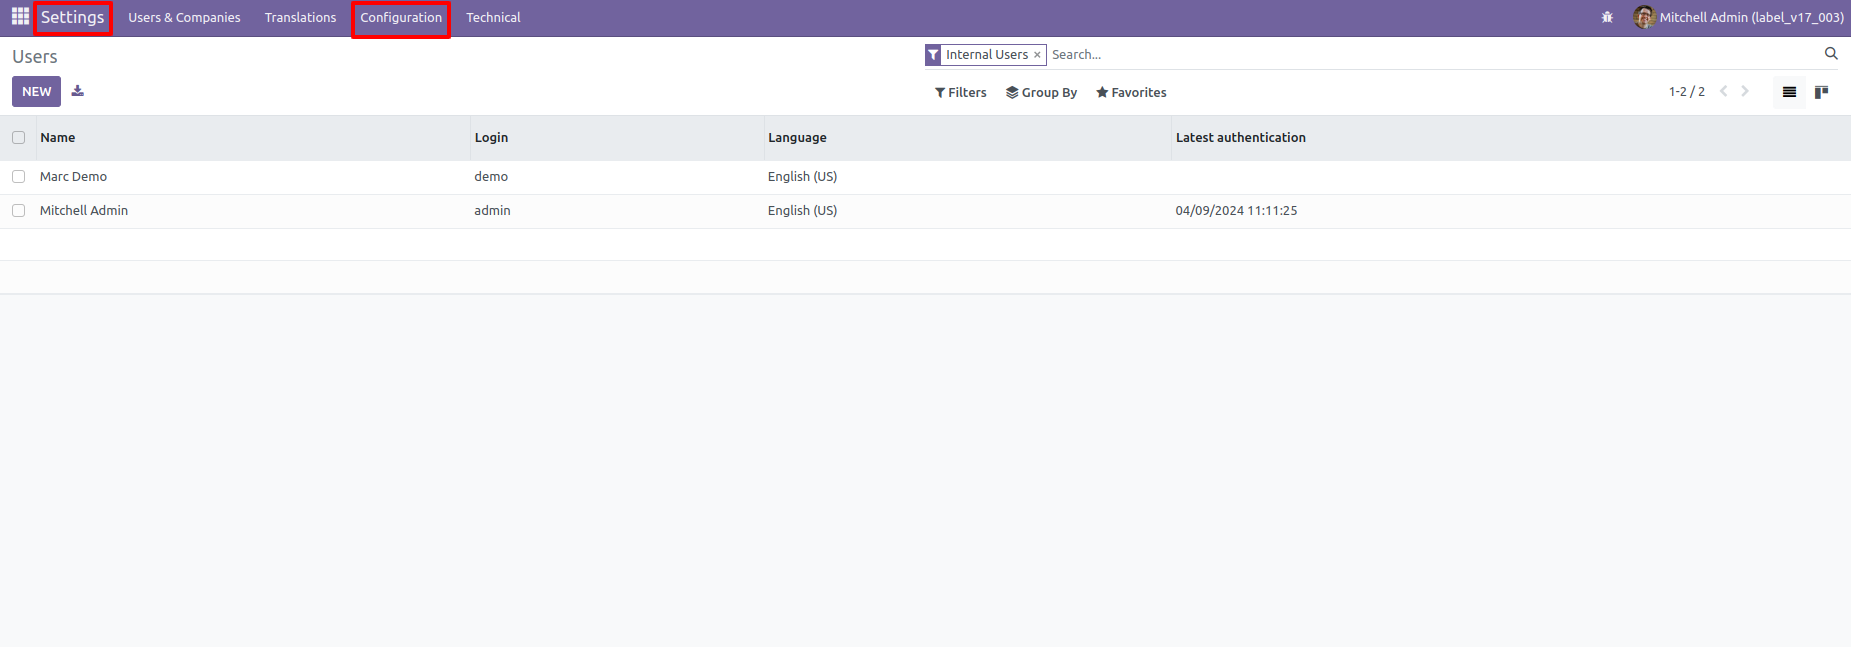 Settings Users & Companies Translations Configuration Technical Mitchell Admin (label_v17_003)
Users Internal Users × Search...
NEW Filters Group By Favorites 1-2 / 2
Name Login Language Latest authentication
Marc Demo demo English (US)
Mitchell Admin admin English (US) 04/09/2024 11:11:25